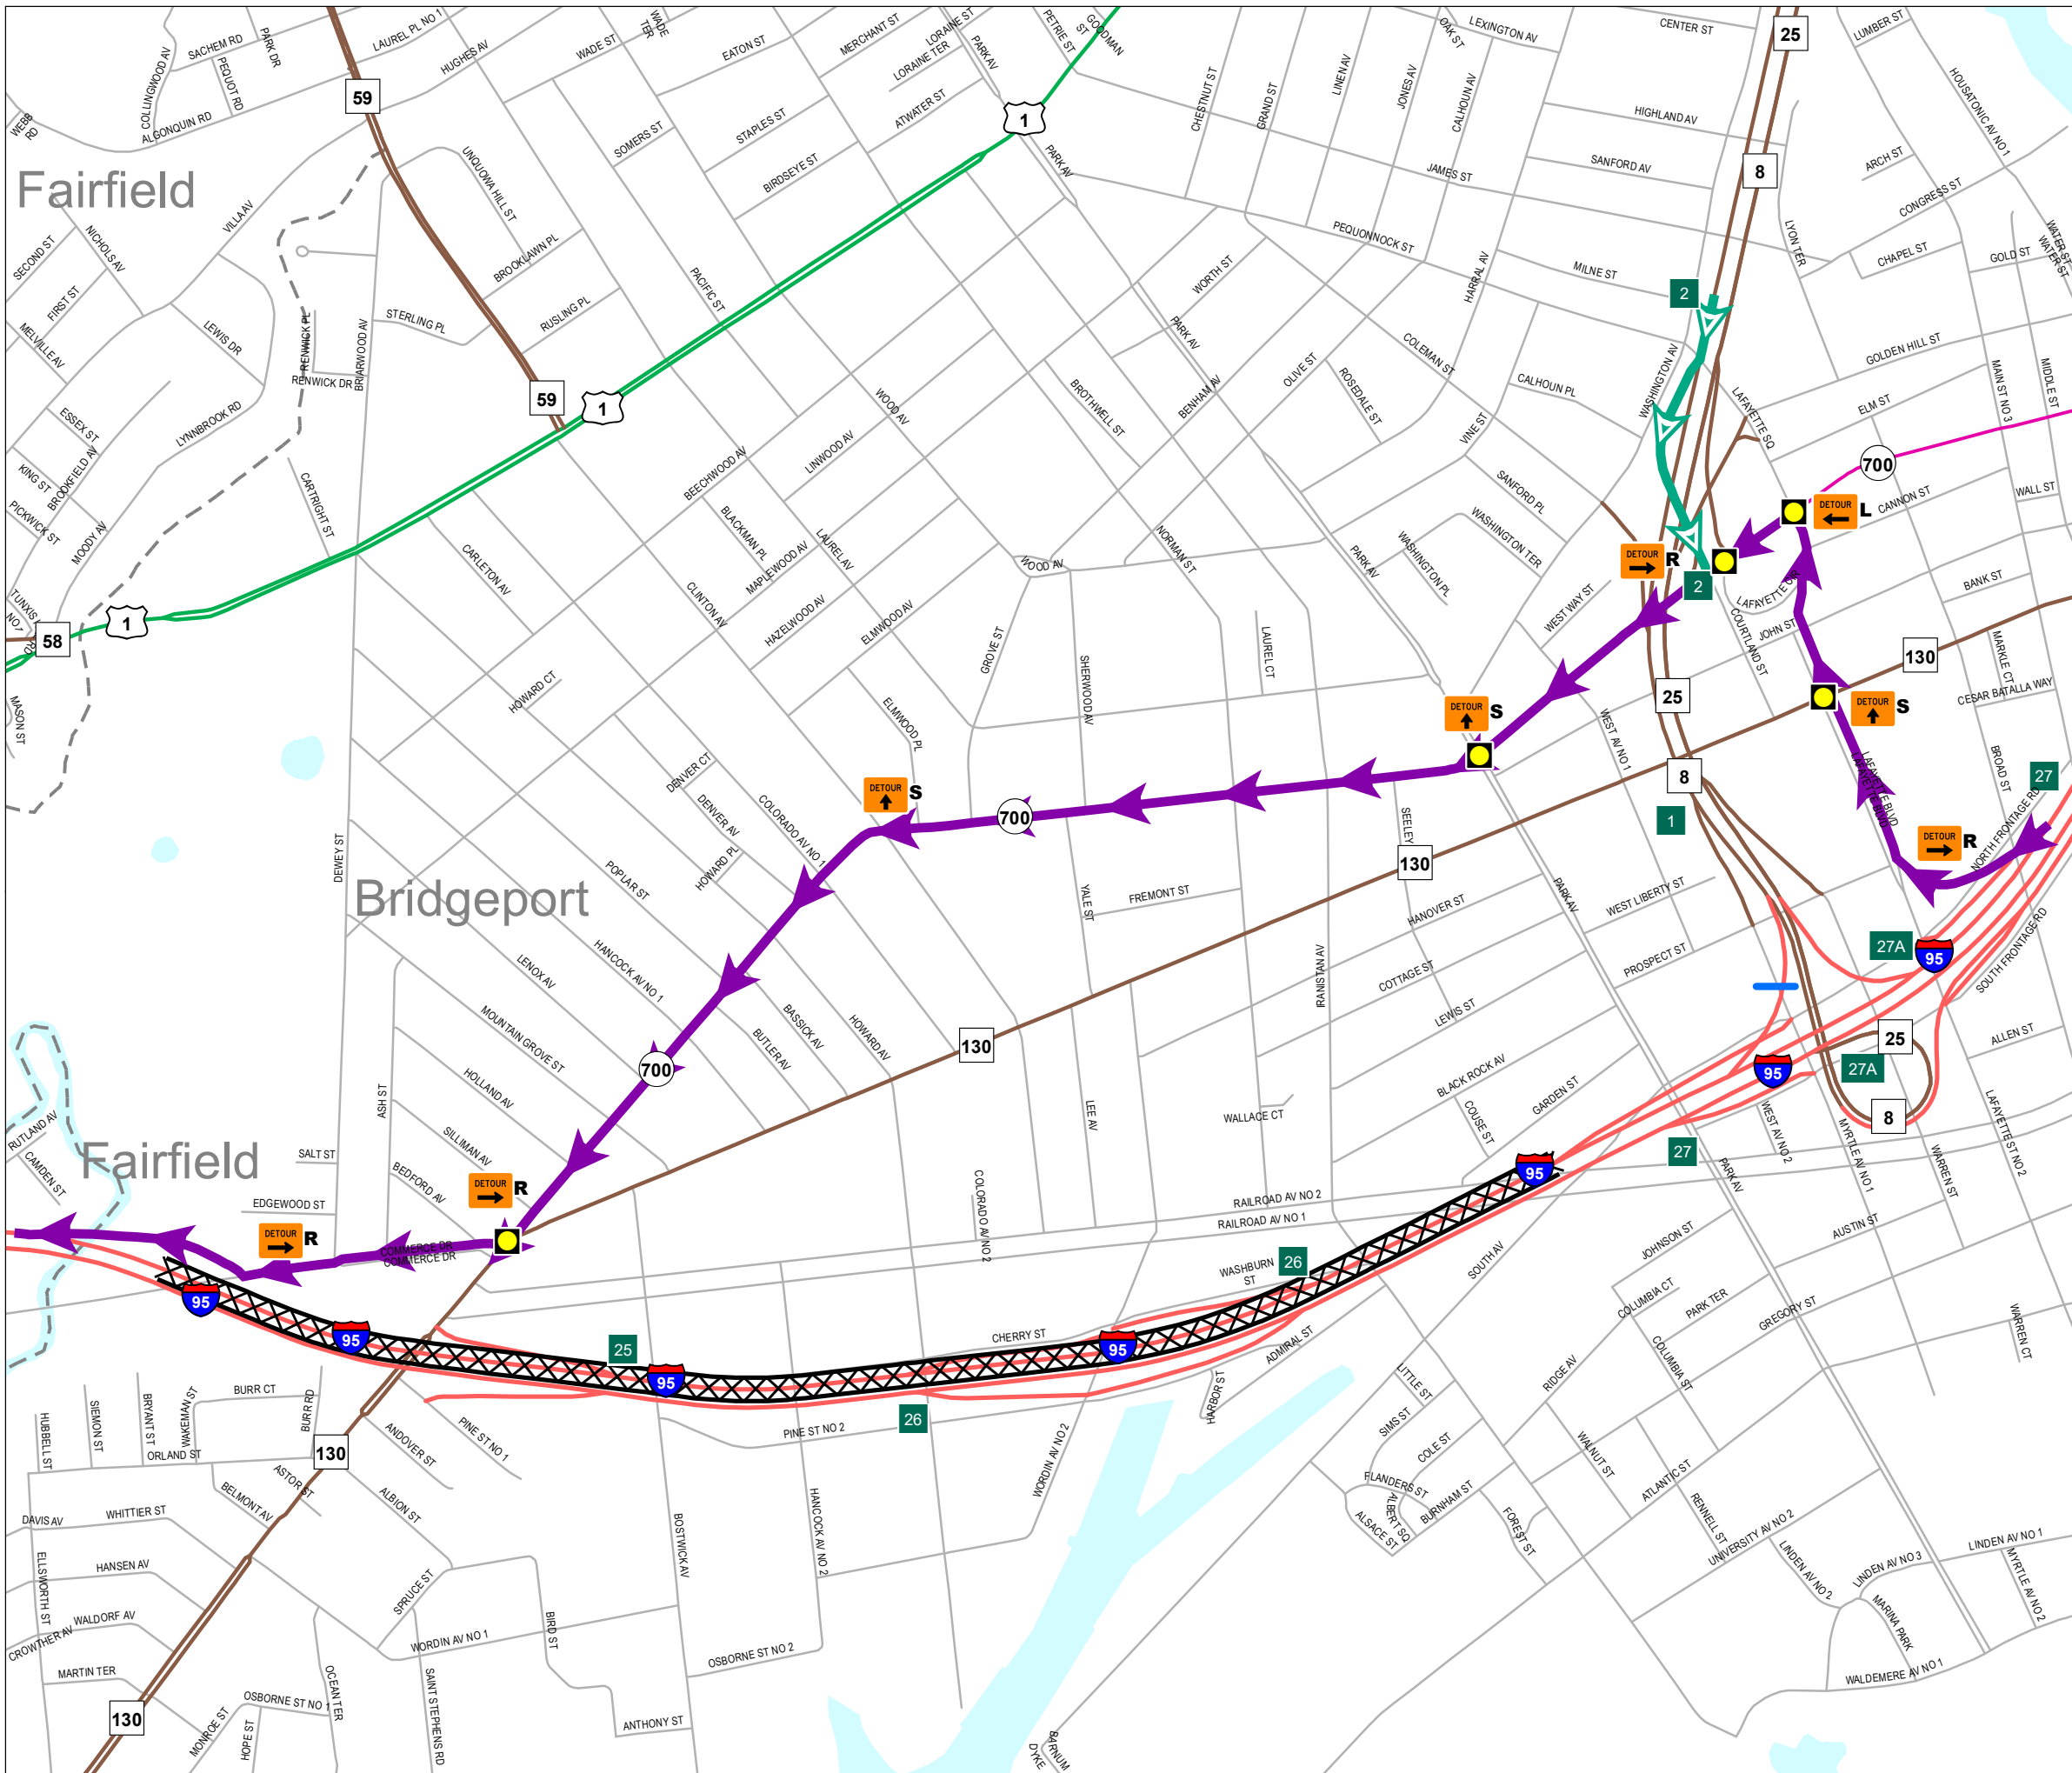 SACHEM RD
PARK DR
LAUREL PL NO 1
HUGHES AV
WADE ST
WADE TER
EATON ST
MERCHANT ST
LORAINE ST
LORAINE TER
PARK AV
PETRIE ST
GOODMAN ST
OAK ST
LEXINGTON AV
CENTER ST
25
LUMBER ST
COLLINGWOOD AV
PEQUOT RD
ALGONQUIN RD
WEBB RD
59
SOMERS ST
STAPLES ST
ATWATER ST
BIRDSEYE ST
1
PARK AV
CHESTNUT ST
GRAND ST
LINEN AV
JONES AV
CALHOUN AV
HIGHLAND AV
SANFORD AV
JAMES ST
8
HOUSATONIC AV NO 1
ARCH ST
CONGRESS ST
Fairfield
UNQUOWA HILL ST
VILLA AV
NICHOLS AV
SECOND ST
FIRST ST
MELVILLE AV
LEWIS DR
BROOKLAWN PL
RUSLING PL
STERLING PL
RENWICK PL
RENWICK DR
BRIARWOOD AV
PACIFIC ST
WORTH ST
PARK AV
PEQUONNOCK ST
HARRAL AV
MILNE ST
2
LYON TER
CHAPEL ST
GOLD ST
WATER ST
WATER ST
GOLDEN HILL ST
MAIN ST NO 3
MIDDLE ST
ELM ST
COLEMAN ST
CALHOUN PL
WASHINGTON AV
LAFAYETTE SQ
OLIVE ST
ROSEDALE ST
BENHAM AV
BROTHWELL ST
WOOD AV
59
1
ESSEX ST
LYNNBROOK RD
KING ST
BROOKFIELD AV
PICKWICK ST
MOODY AV
CARTRIGHT ST
BEECHWOOD AV
LINWOOD AV
BLACKMAN PL
LAUREL AV
MAPLEWOOD AV
CARLETON AV
CLINTON AV
HAZELWOOD AV
ELMWOOD AV
WOOD AV
NORMAN ST
VINE ST
SANFORD PL
WASHINGTON TER
WASHINGTON PL
PARK AV
700
CANNON ST
WALL ST
DETOUR
L
DETOUR
R
2
LAFAYETTE CIR
BANK ST
WEST WAY ST
COURTLAND ST
JOHN ST
130
MARKLE CT
CESAR BATALLA WAY
TUNXIS
NO 7
RD
58
1
MASON ST
HOWARD CT
GROVE ST
SHERWOOD AV
LAUREL CT
ELMWOOD PL
DETOUR
S
25
WEST AV NO 1
DETOUR
S
BROAD ST
27
DENVER CT
DENVER AV
COLORADO AV NO 1
DETOUR
S
700
8
1
LAFAYETTE BLVD
LAFAYETTE BLVD
NORTH FRONTAGE RD
DETOUR
R
DEWEY ST
HOWARD PL
POPLAR ST
YALE ST
FREMONT ST
SEELEY
130
HANOVER ST
PARK AV
WEST LIBERTY ST
Bridgeport
LENOX AV
HANCOCK AV NO 1
IRANISTAN AV
COTTAGE ST
PROSPECT ST
27A
95
SOUTH FRONTAGE RD
MOUNTAIN GROVE ST
BASSICK AV
BUTLER AV
HOWARD AV
130
LEWIS ST
25
ALLEN ST
700
HOLLAND AV
ASH ST
LEE AV
WALLACE CT
BLACK ROCK AV
GARDEN ST
COUSE ST
95
27A
8
WEST AV NO 2
MYRTLE AV NO 1
WARREN ST
LAFAYETTE ST NO 2
RUTLAND AV
CAMDEN ST
Fairfield
SALT ST
SILLIMAN AV
BEDFORD AV
EDGEWOOD ST
DETOUR
R
DETOUR
R
COMMERCE DR
COMMERCE DR
COLORADO AV NO 2
RAILROAD AV NO 2
RAILROAD AV NO 1
95
27
PARK AV
WASHBURN ST
26
SOUTH AV
JOHNSON ST
AUSTIN ST
COLUMBIA CT
PARK TER
GREGORY ST
WARREN CT
95
95
25
95
CHERRY ST
95
ADMIRAL ST
HARBOR ST
RIDGE AV
COLUMBIA ST
26
HUBBELL ST
SIEMON ST
BRYANT ST
WAKEMAN ST
BURR CT
BURR RD
ORLAND ST
130
ANDOVER ST
PINE ST NO 1
PINE ST NO 2
WORDIN AV NO 2
LITTLE ST
SIMS ST
COLE ST
FLANDERS ST
ALBERT SQ
ALSACE ST
BURNHAM ST
WALNUT ST
ATLANTIC ST
FOREST ST
RENNELL ST
UNIVERSITY AV NO 2
LINDEN AV NO 2
LINDEN AV NO 3
LINDEN AV NO 1
MYRTLE AV NO 2
MARINA PARK
WALDEMERE AV NO 1
ASTOR ST
BELMONT AV
ALBION ST
DAVIS AV
WHITTIER ST
HANSEN AV
ELLSWORTH ST
WALDORF AV
CROWTHER AV
MARTIN TER
SPRUCE ST
WORDIN AV NO 1
BIRD ST
BOSTWICK AV
HANCOCK AV NO 2
OSBORNE ST NO 2
OSBORNE ST NO 1
OCEAN TER
SAINT STEPHENS RD
MONROE ST
HOPE ST
130
ANTHONY ST
BARNUM DYKE